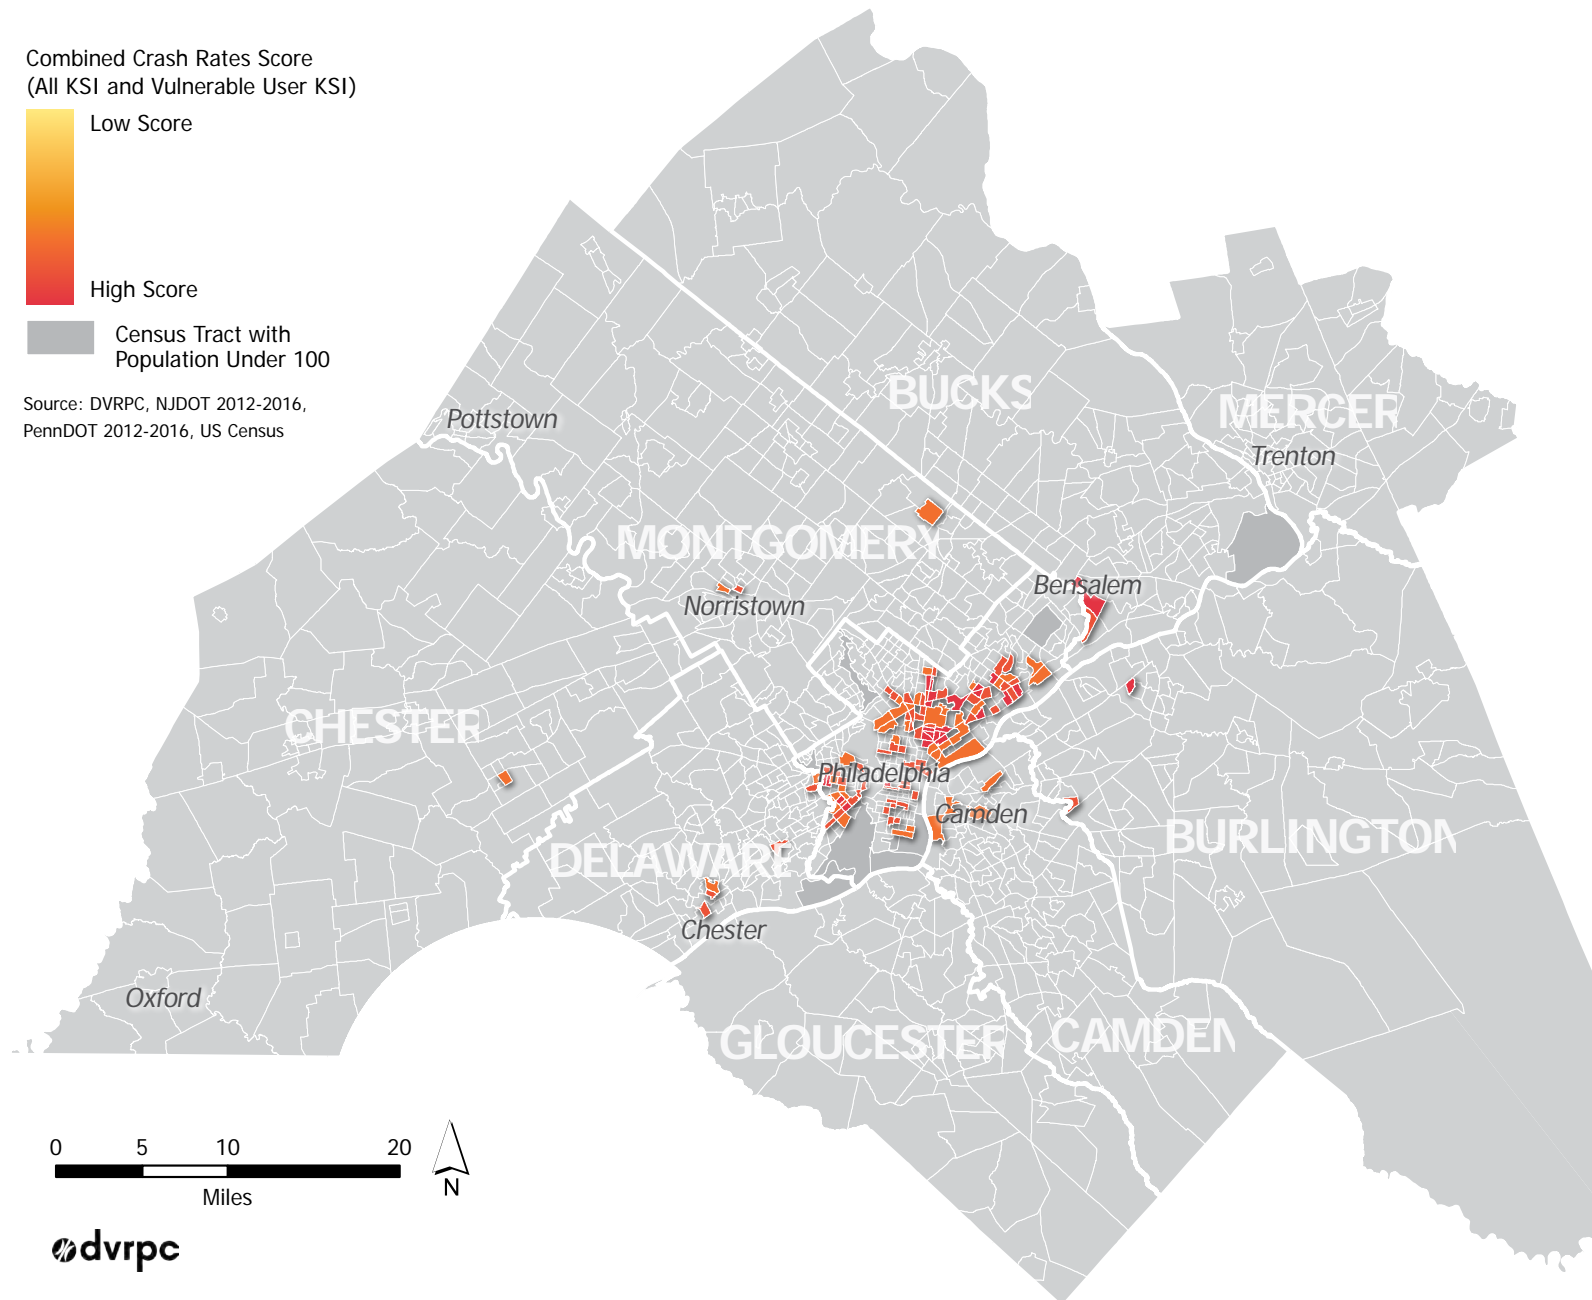 Combined Crash Rates Score
(All KSI and Vulnerable User KSI)
Low Score
High Score
Census Tract with
Population Under 100
Source: DVRPC, NJDOT 2012-2016,
PennDOT 2012-2016, US Census
BUCKS
MERCER
Pottstown
Trenton
MONTGOMERY
Bensalem
Norristown
CHESTER
Philadelphia
Camden
BURLINGTON
DELAWARE
Chester
Oxford
GLOUCESTER
CAMDEN
0 5 10 20
Miles
N
dvrpc